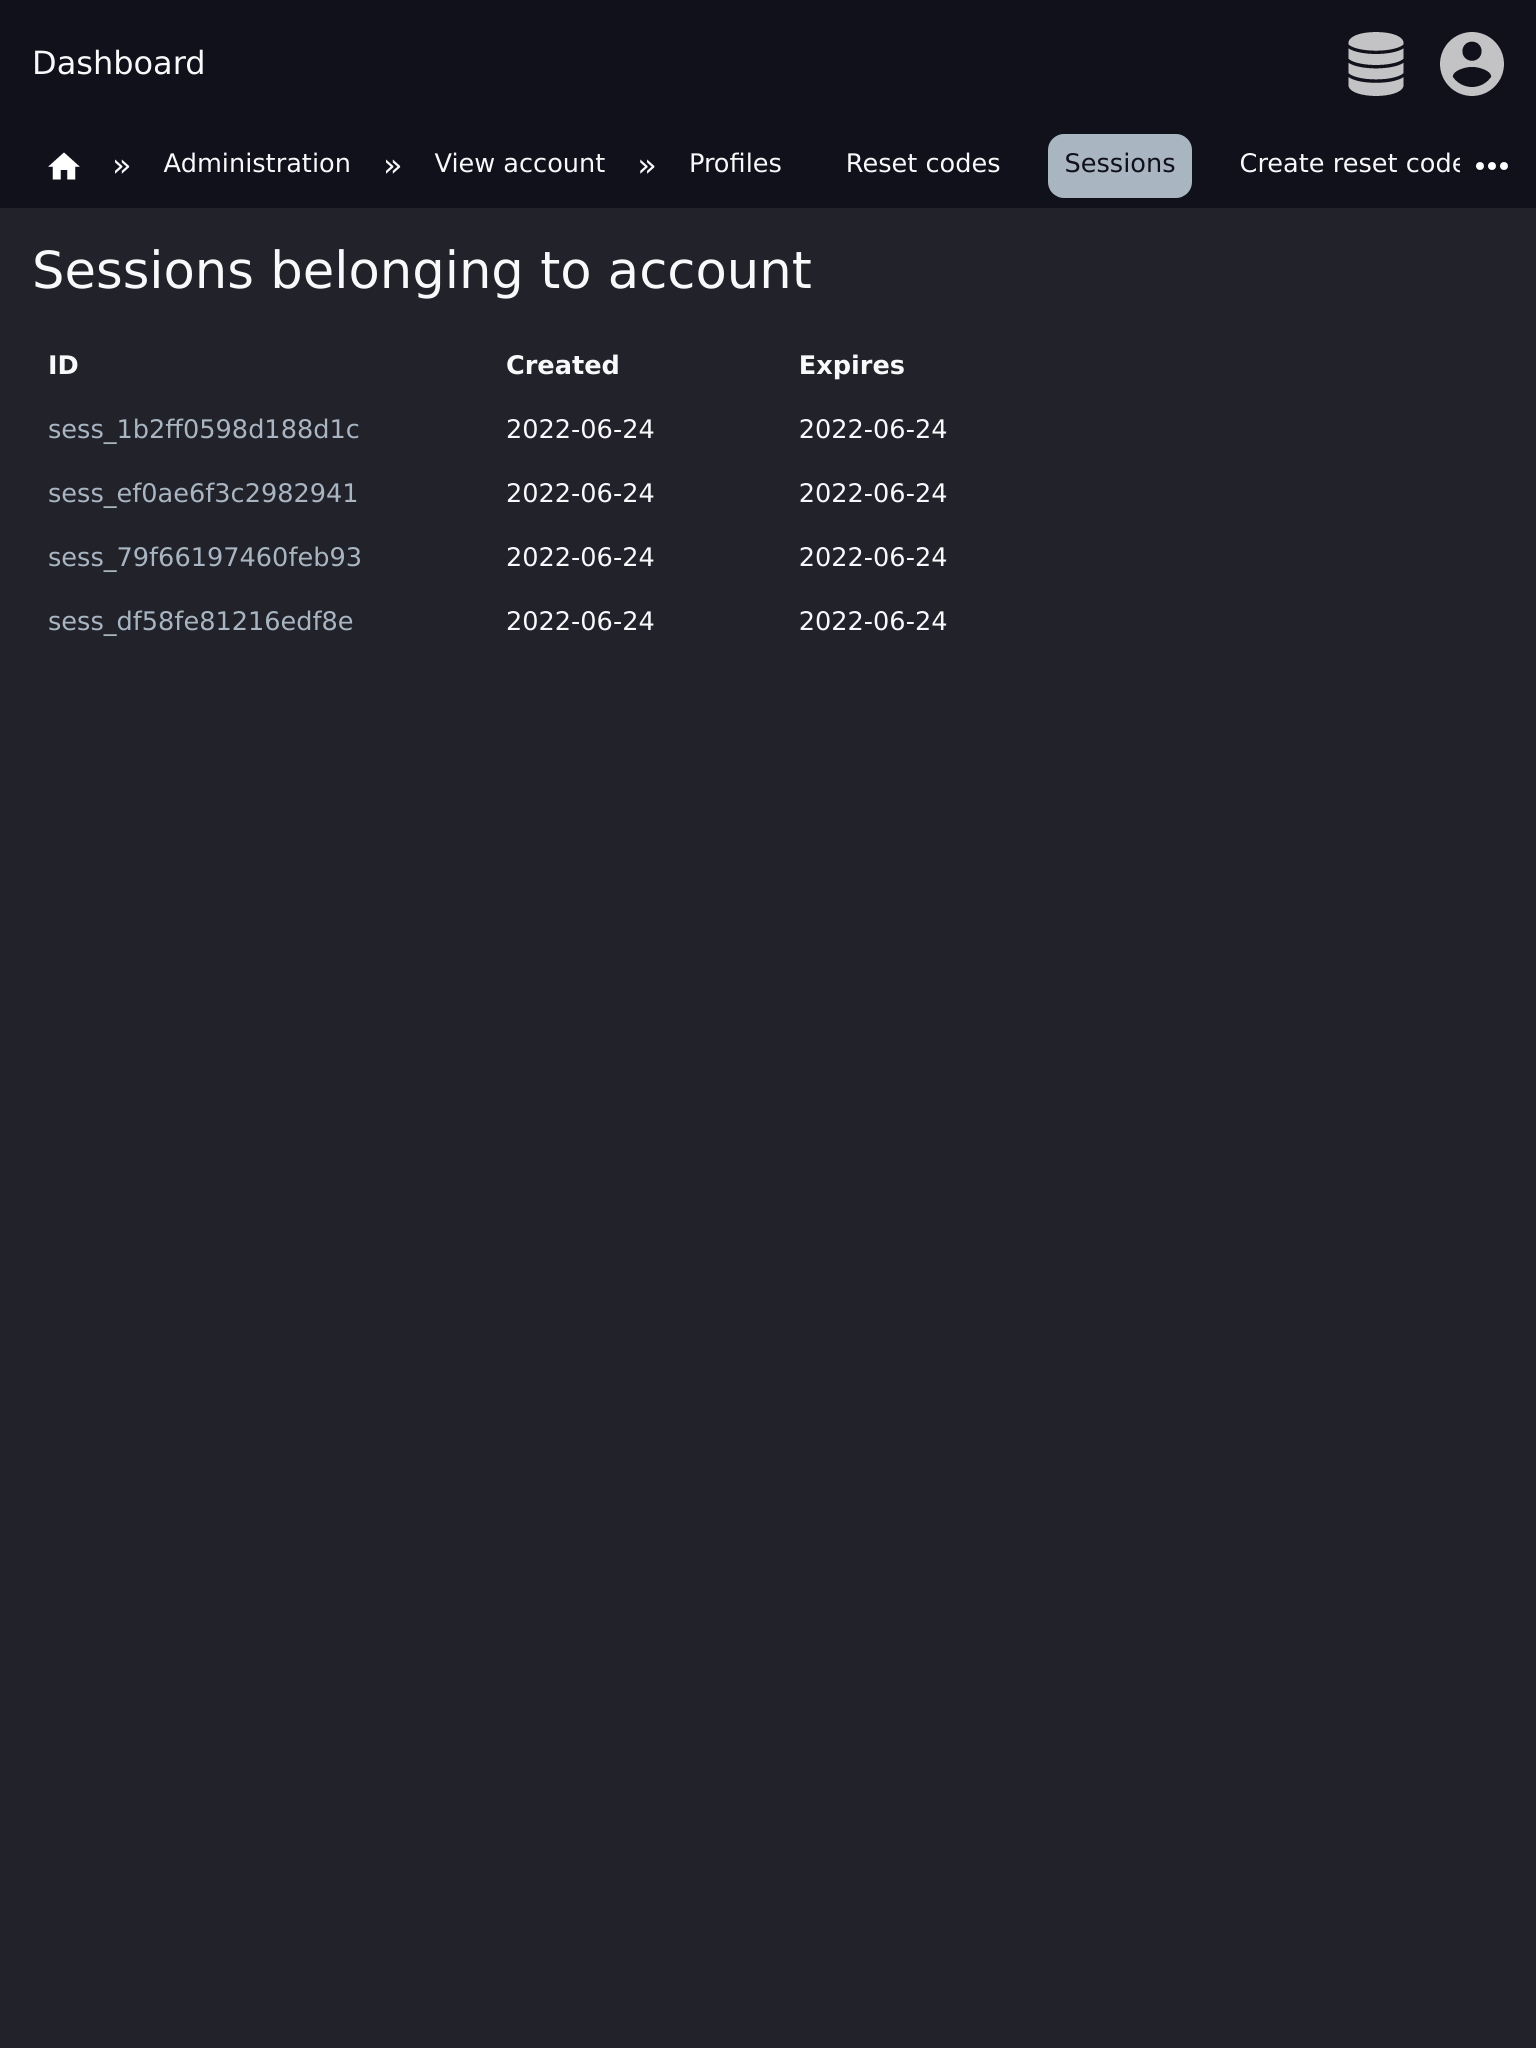 Dashboard
» Administration » View account » Profiles Reset codes Sessions Create reset code
Sessions belonging to account
ID Created Expires
sess_1b2ff0598d188d1c 2022-06-24 2022-06-24
sess_ef0ae6f3c2982941 2022-06-24 2022-06-24
sess_79f66197460feb93 2022-06-24 2022-06-24
sess_df58fe81216edf8e 2022-06-24 2022-06-24